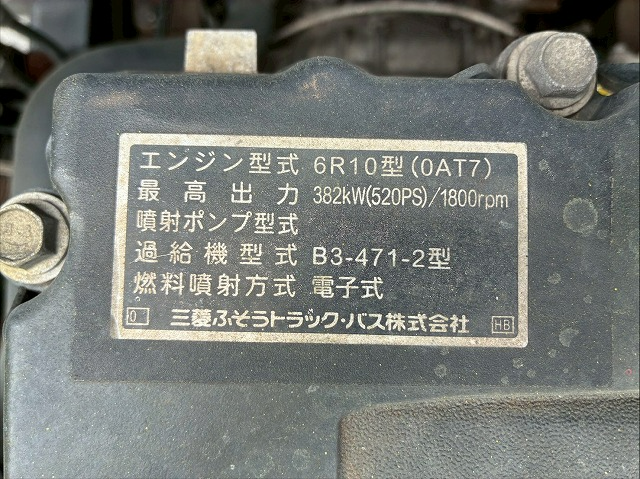 エンジン型式 6R10型(0AT7)
最高出力 382kW(520PS)/1800rpm
噴射ポンプ型式
過給機型式 B3-471-2型
燃料噴射方式 電子式
0 三菱ふそうトラック・バス株式会社 HB